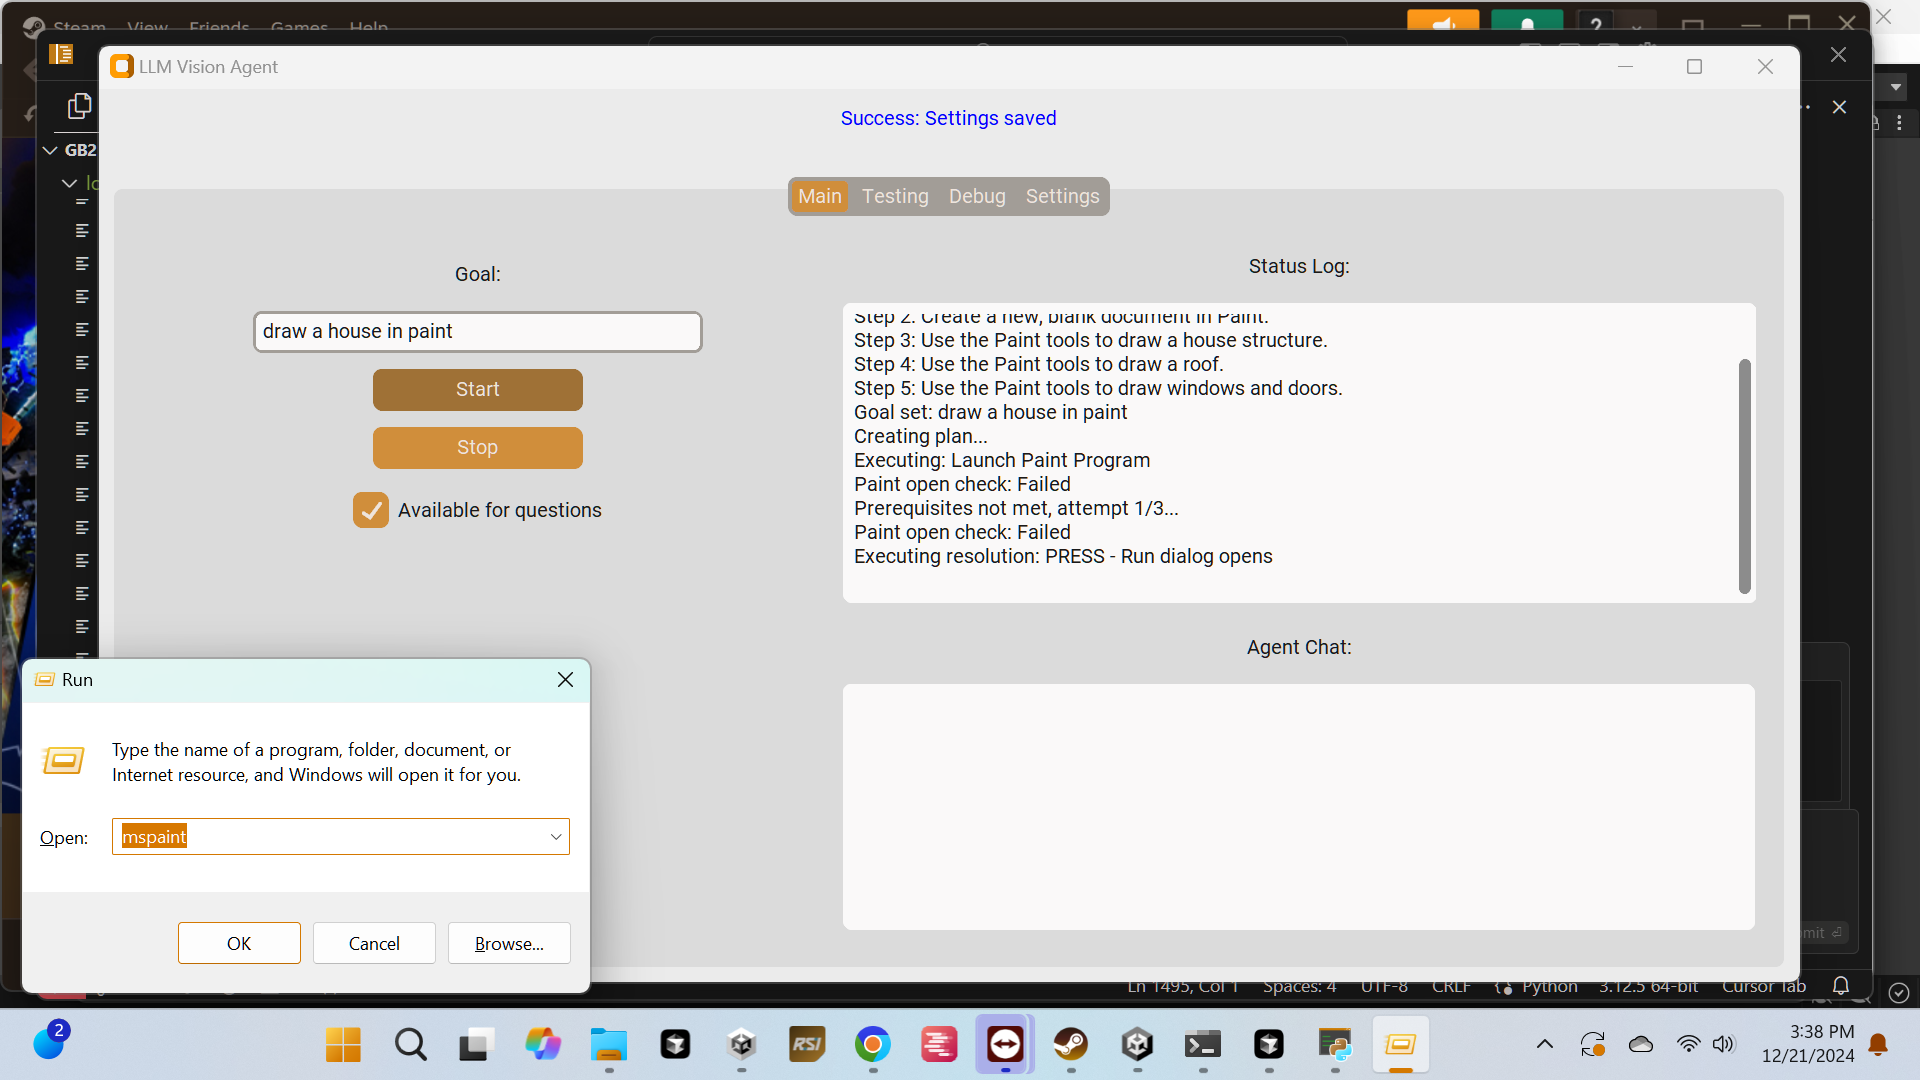 Steam View Friends Games Help
LLM Vision Agent
Success: Settings saved
GB2
Main Testing Debug Settings
Goal:
draw a house in paint
Start
Stop
Available for questions
Status Log:
Step 2: Create a new, blank document in Paint.
Step 3: Use the Paint tools to draw a house structure.
Step 4: Use the Paint tools to draw a roof.
Step 5: Use the Paint tools to draw windows and doors.
Goal set: draw a house in paint
Creating plan...
Executing: Launch Paint Program
Paint open check: Failed
Prerequisites not met, attempt 1/3...
Paint open check: Failed
Executing resolution: PRESS - Run dialog opens
Agent Chat:
Run
Type the name of a program, folder, document, or
Internet resource, and Windows will open it for you.
Open:
mspaint
OK Cancel Browse...
Ln 1495, Col 1 Spaces: 4 UTF-8 CRLF Python 3.12.5 64-bit Cursor Tab
2
RSI
3:38 PM
12/21/2024